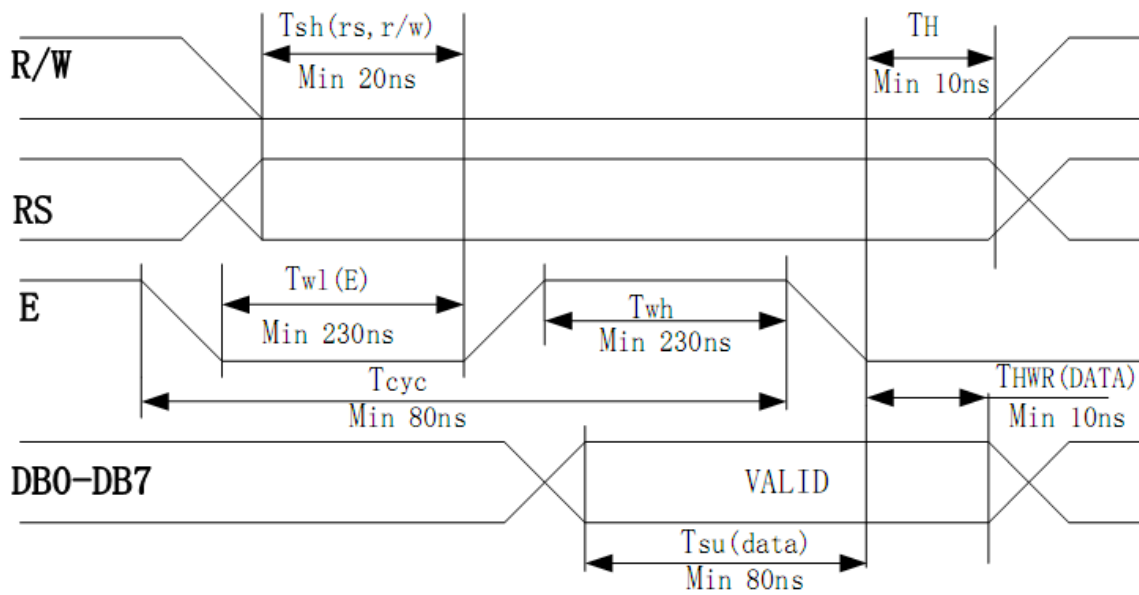 Tsh(rs,r/w)
TH
R/W
Min 20ns
Min 10ns
RS
Twl(E)
E
Twh
Min 230ns
Min 230ns
Tcyc
THWR(DATA)
Min 80ns
Min 10ns
DB0-DB7
VALID
Tsu(data)
Min 80ns